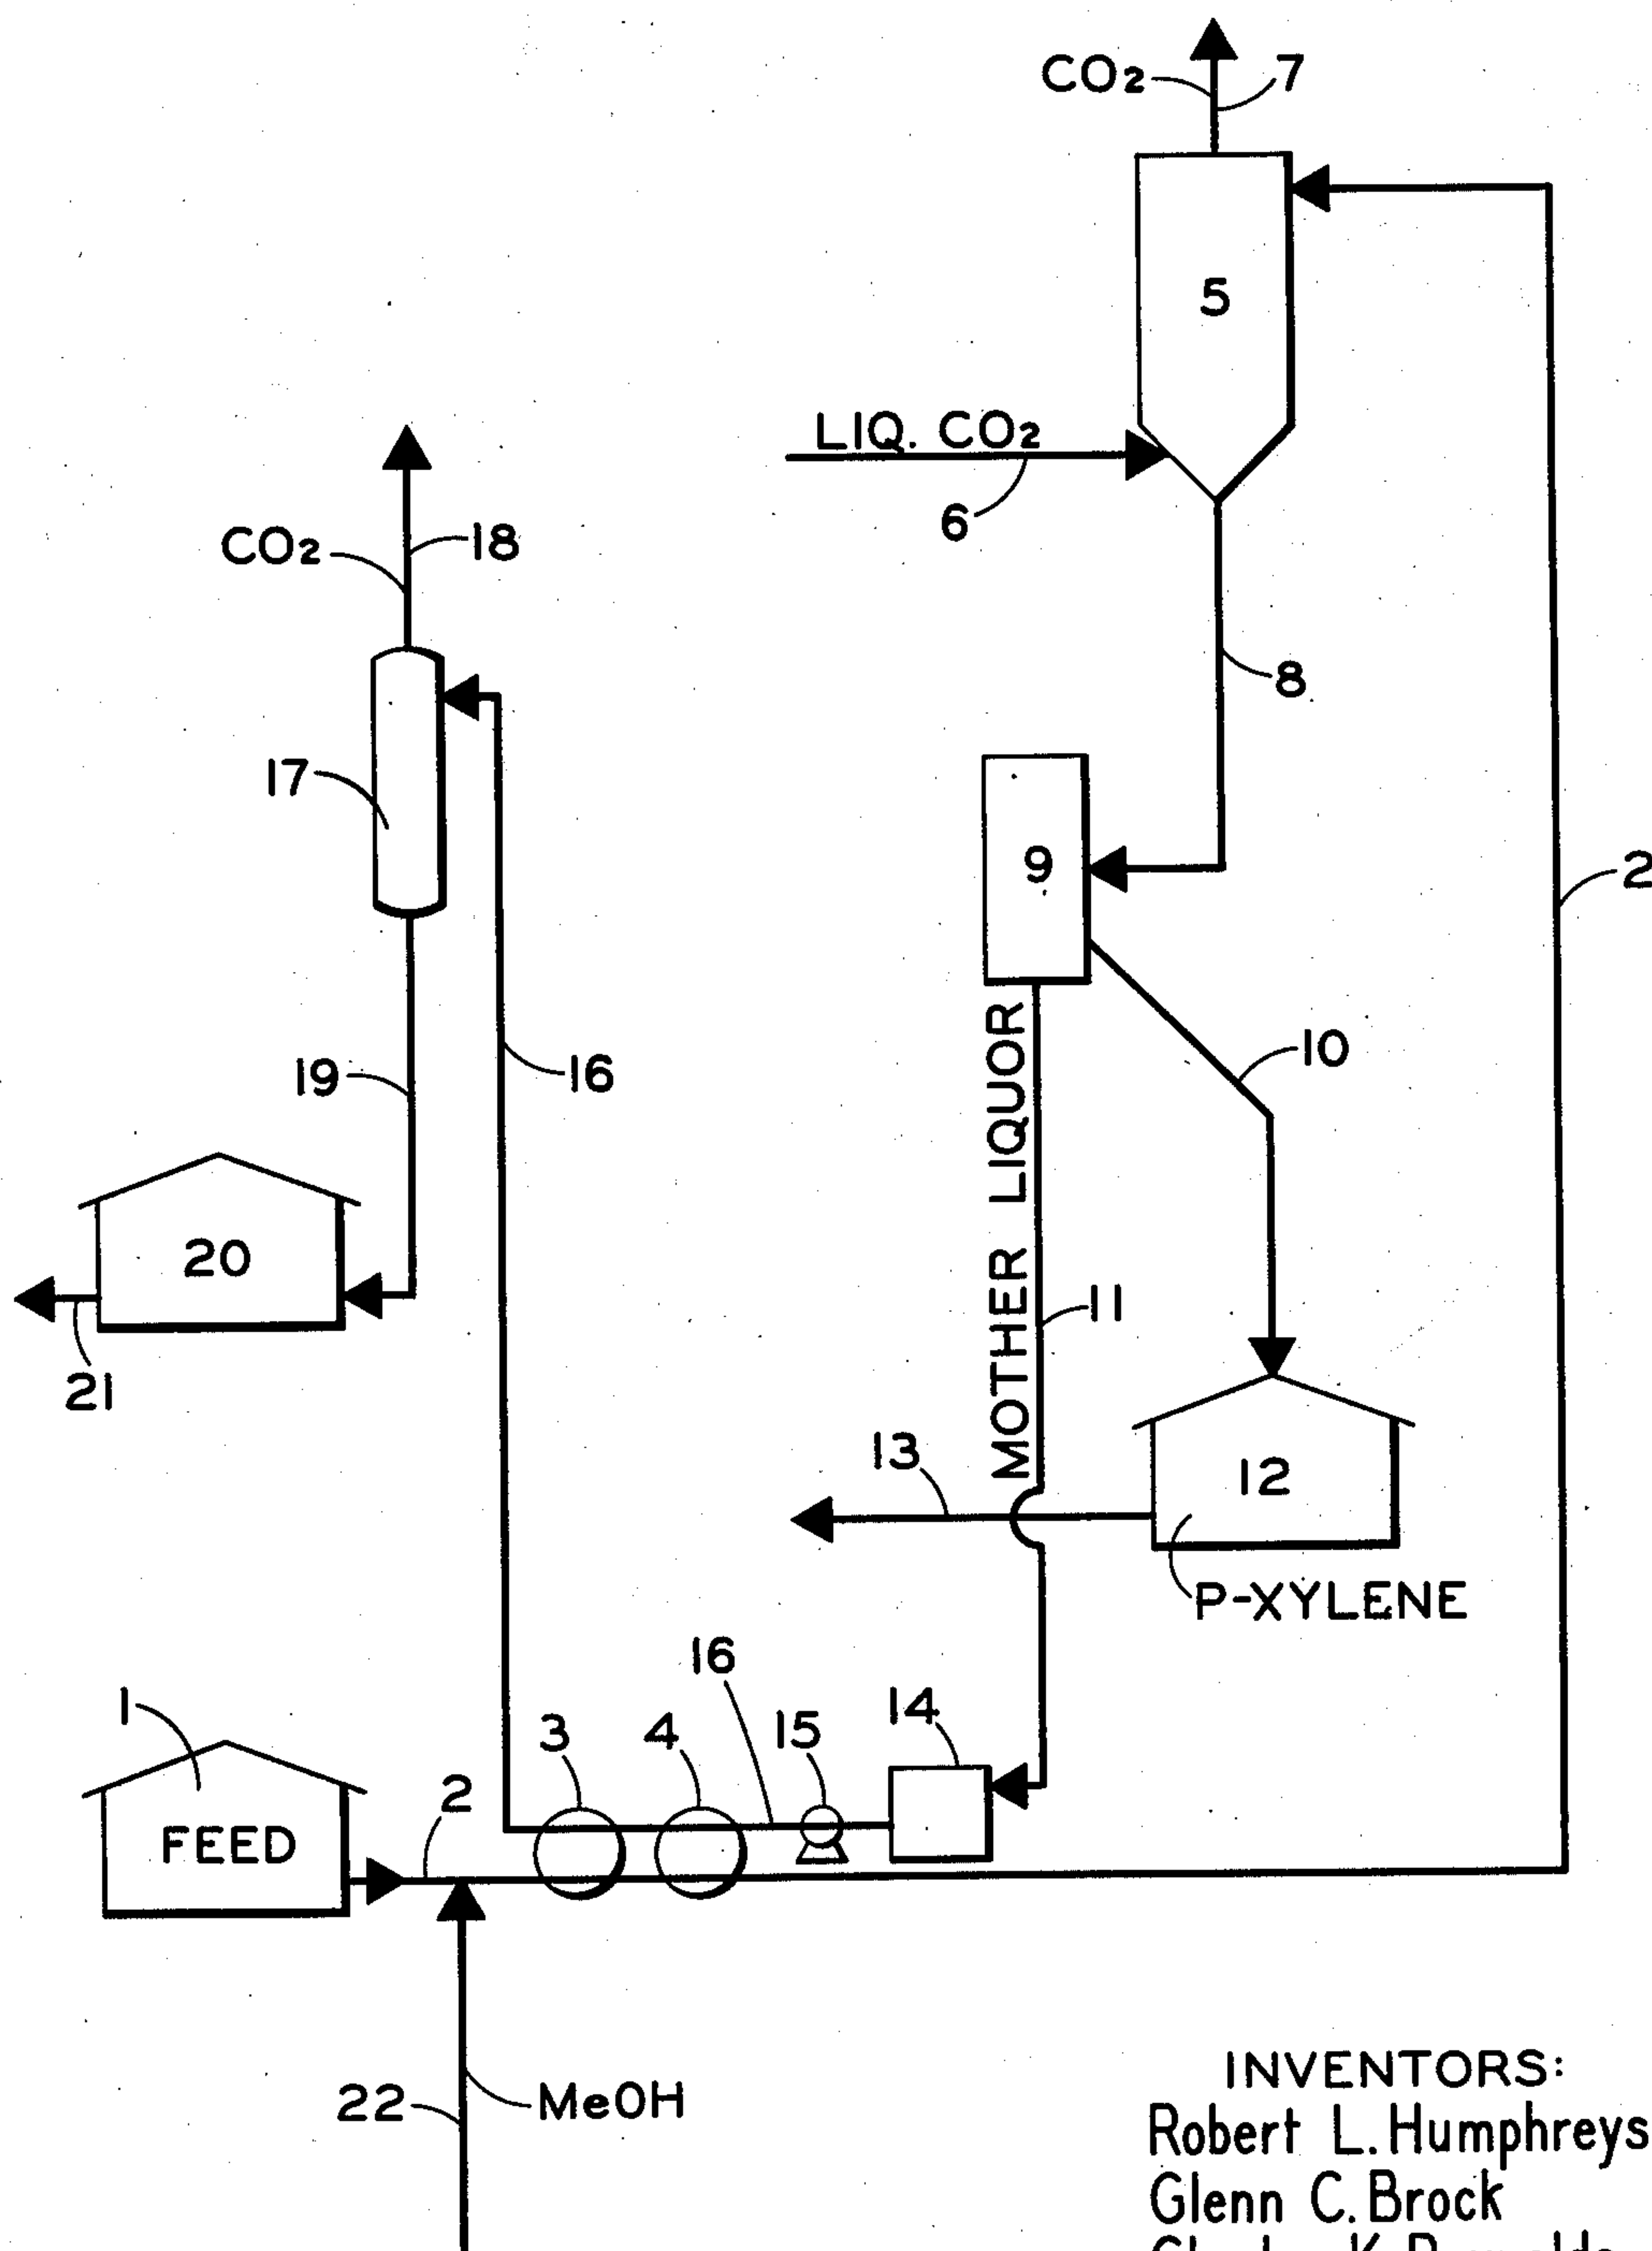 CO2
7
5
LIQ. CO2
6
CO2
18
8
17
9
2
10
16
19
MOTHER LIQUOR
20
11
21
13
12
P-XYLENE
16
1
3
4
15
14
2
FEED
22
MeOH
INVENTORS:
Robert L. Humphreys
Glenn C. Brock